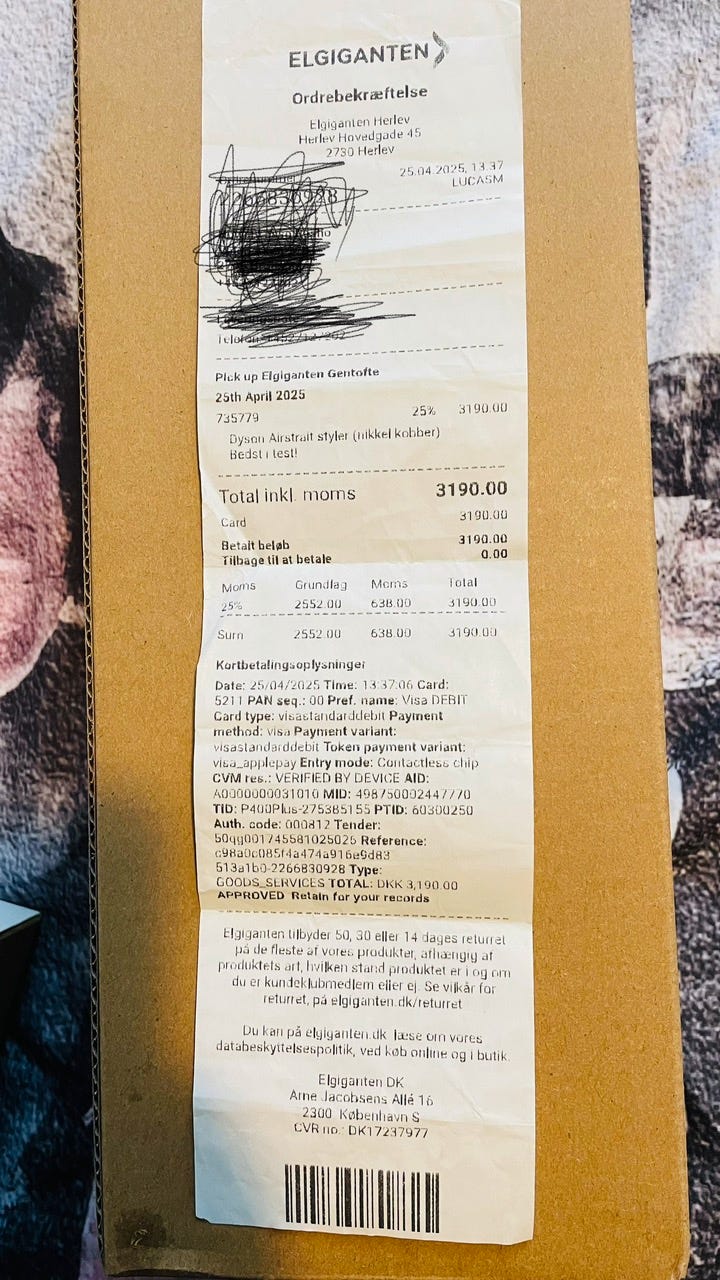 ELGIGANTEN
Ordrebekræftelse
Elgiganten Herlev
Herlev Hovedgade 45
2730 Herlev
25.04.2025, 13.37
LUCASM
Pick up Elgiganten Gentofte
25th April 2025
735779 25% 3190.00
Dyson Airstrait styler (nikkel kobber)
Bedst i test!
Total inkl. moms 3190.00
Card 3190.00
Betalt beløb 3190.00
Tilbage til at betale 0.00
Moms Grundlag Moms Total
25% 2552.00 638.00 3190.00
Sum 2552.00 638.00 3190.00
Kortbetalingsoplysninger
Date: 25/04/2025 Time: 13:37:06 Card:
5211 PAN seq.: 00 Pref. name: Visa DEBIT
Card type: visastandarddebit Payment
method: visa Payment variant:
visastandarddebit Token payment variant:
visa_applepay Entry mode: Contactless chip
CVM res.: VERIFIED BY DEVICE AID:
A0000000031010 MID: 498750002447770
TID: P400Plus-275385155 PTID: 60300250
Auth. code: 000812 Tender:
50qg001745581025026 Reference:
c98a0c085f4a474a916e9d83
513a1b0-2266830928 Type:
GOODS_SERVICES TOTAL: DKK 3,190.00
APPROVED Retain for your records
Elgiganten tilbyder 50, 30 eller 14 dages returret
på de fleste af vores produkter, afhængig af
produktets art, hvilken stand produktet er i og om
du er kundeklubmedlem eller ej. Se vilkår for
returret, på elgiganten.dk/returret
Du kan på elgiganten.dk læse om vores
databeskyttelsespolitik, ved køb online og i butik.
Elgiganten DK
Arne Jacobsens Allé 16
2300 København S
CVR no.: DK17237977